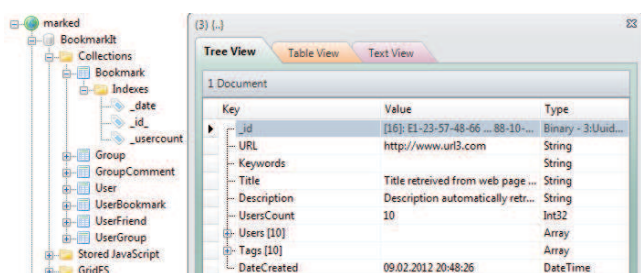 marked
BookmarkIt
Collections
Bookmark
Indexes
_date
_id_
_usercount
Group
GroupComment
User
UserBookmark
UserFriend
UserGroup
Stored JavaScript
GridFS
(3) {..}
Tree View Table View Text View
1 Document
Key Value Type
_id [16]: E1-23-57-48-66 ... 88-10-... Binary - 3:Uuid...
URL http://www.url3.com String
Keywords String
Title Title retreived from web page ... String
Description Description automatically retr... String
UsersCount 10 Int32
Users [10] Array
Tags [10] Array
DateCreated 09.02.2012 20:48:26 DateTime